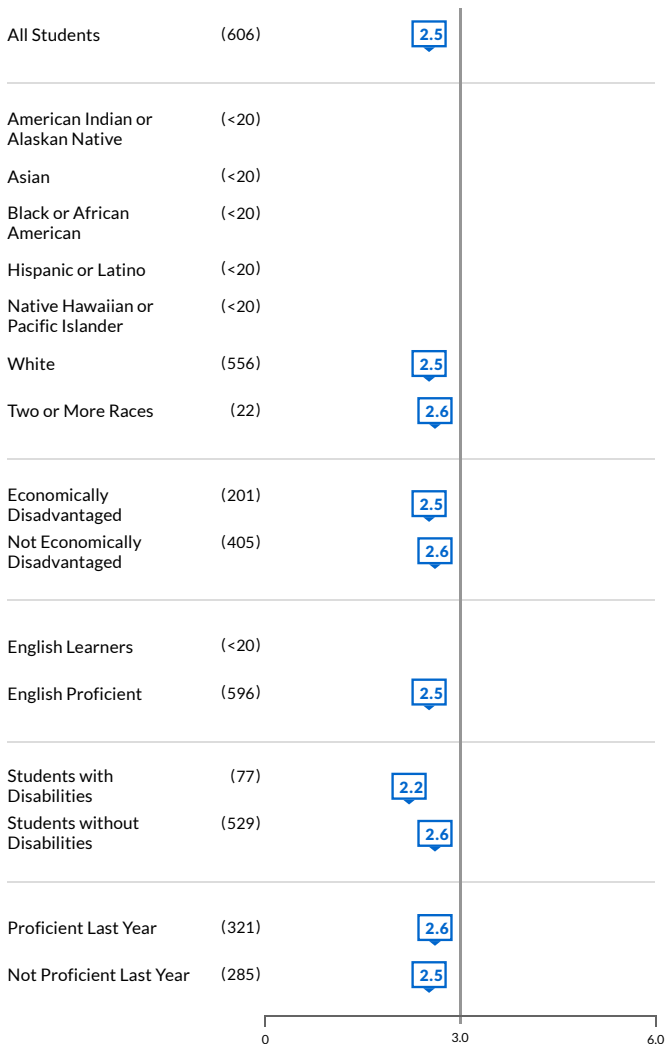 All Students (606) 2.5
American Indian or (<20)
Alaskan Native
Asian (<20)
Black or African (<20)
American
Hispanic or Latino (<20)
Native Hawaiian or (<20)
Pacific Islander
White (556) 2.5
Two or More Races (22) 2.6
Economically (201) 2.5
Disadvantaged
Not Economically (405) 2.6
Disadvantaged
English Learners (<20)
English Proficient (596) 2.5
Students with (77) 2.2
Disabilities
Students without (529) 2.6
Disabilities
Proficient Last Year (321) 2.6
Not Proficient Last Year (285) 2.5
0 3.0 6.0